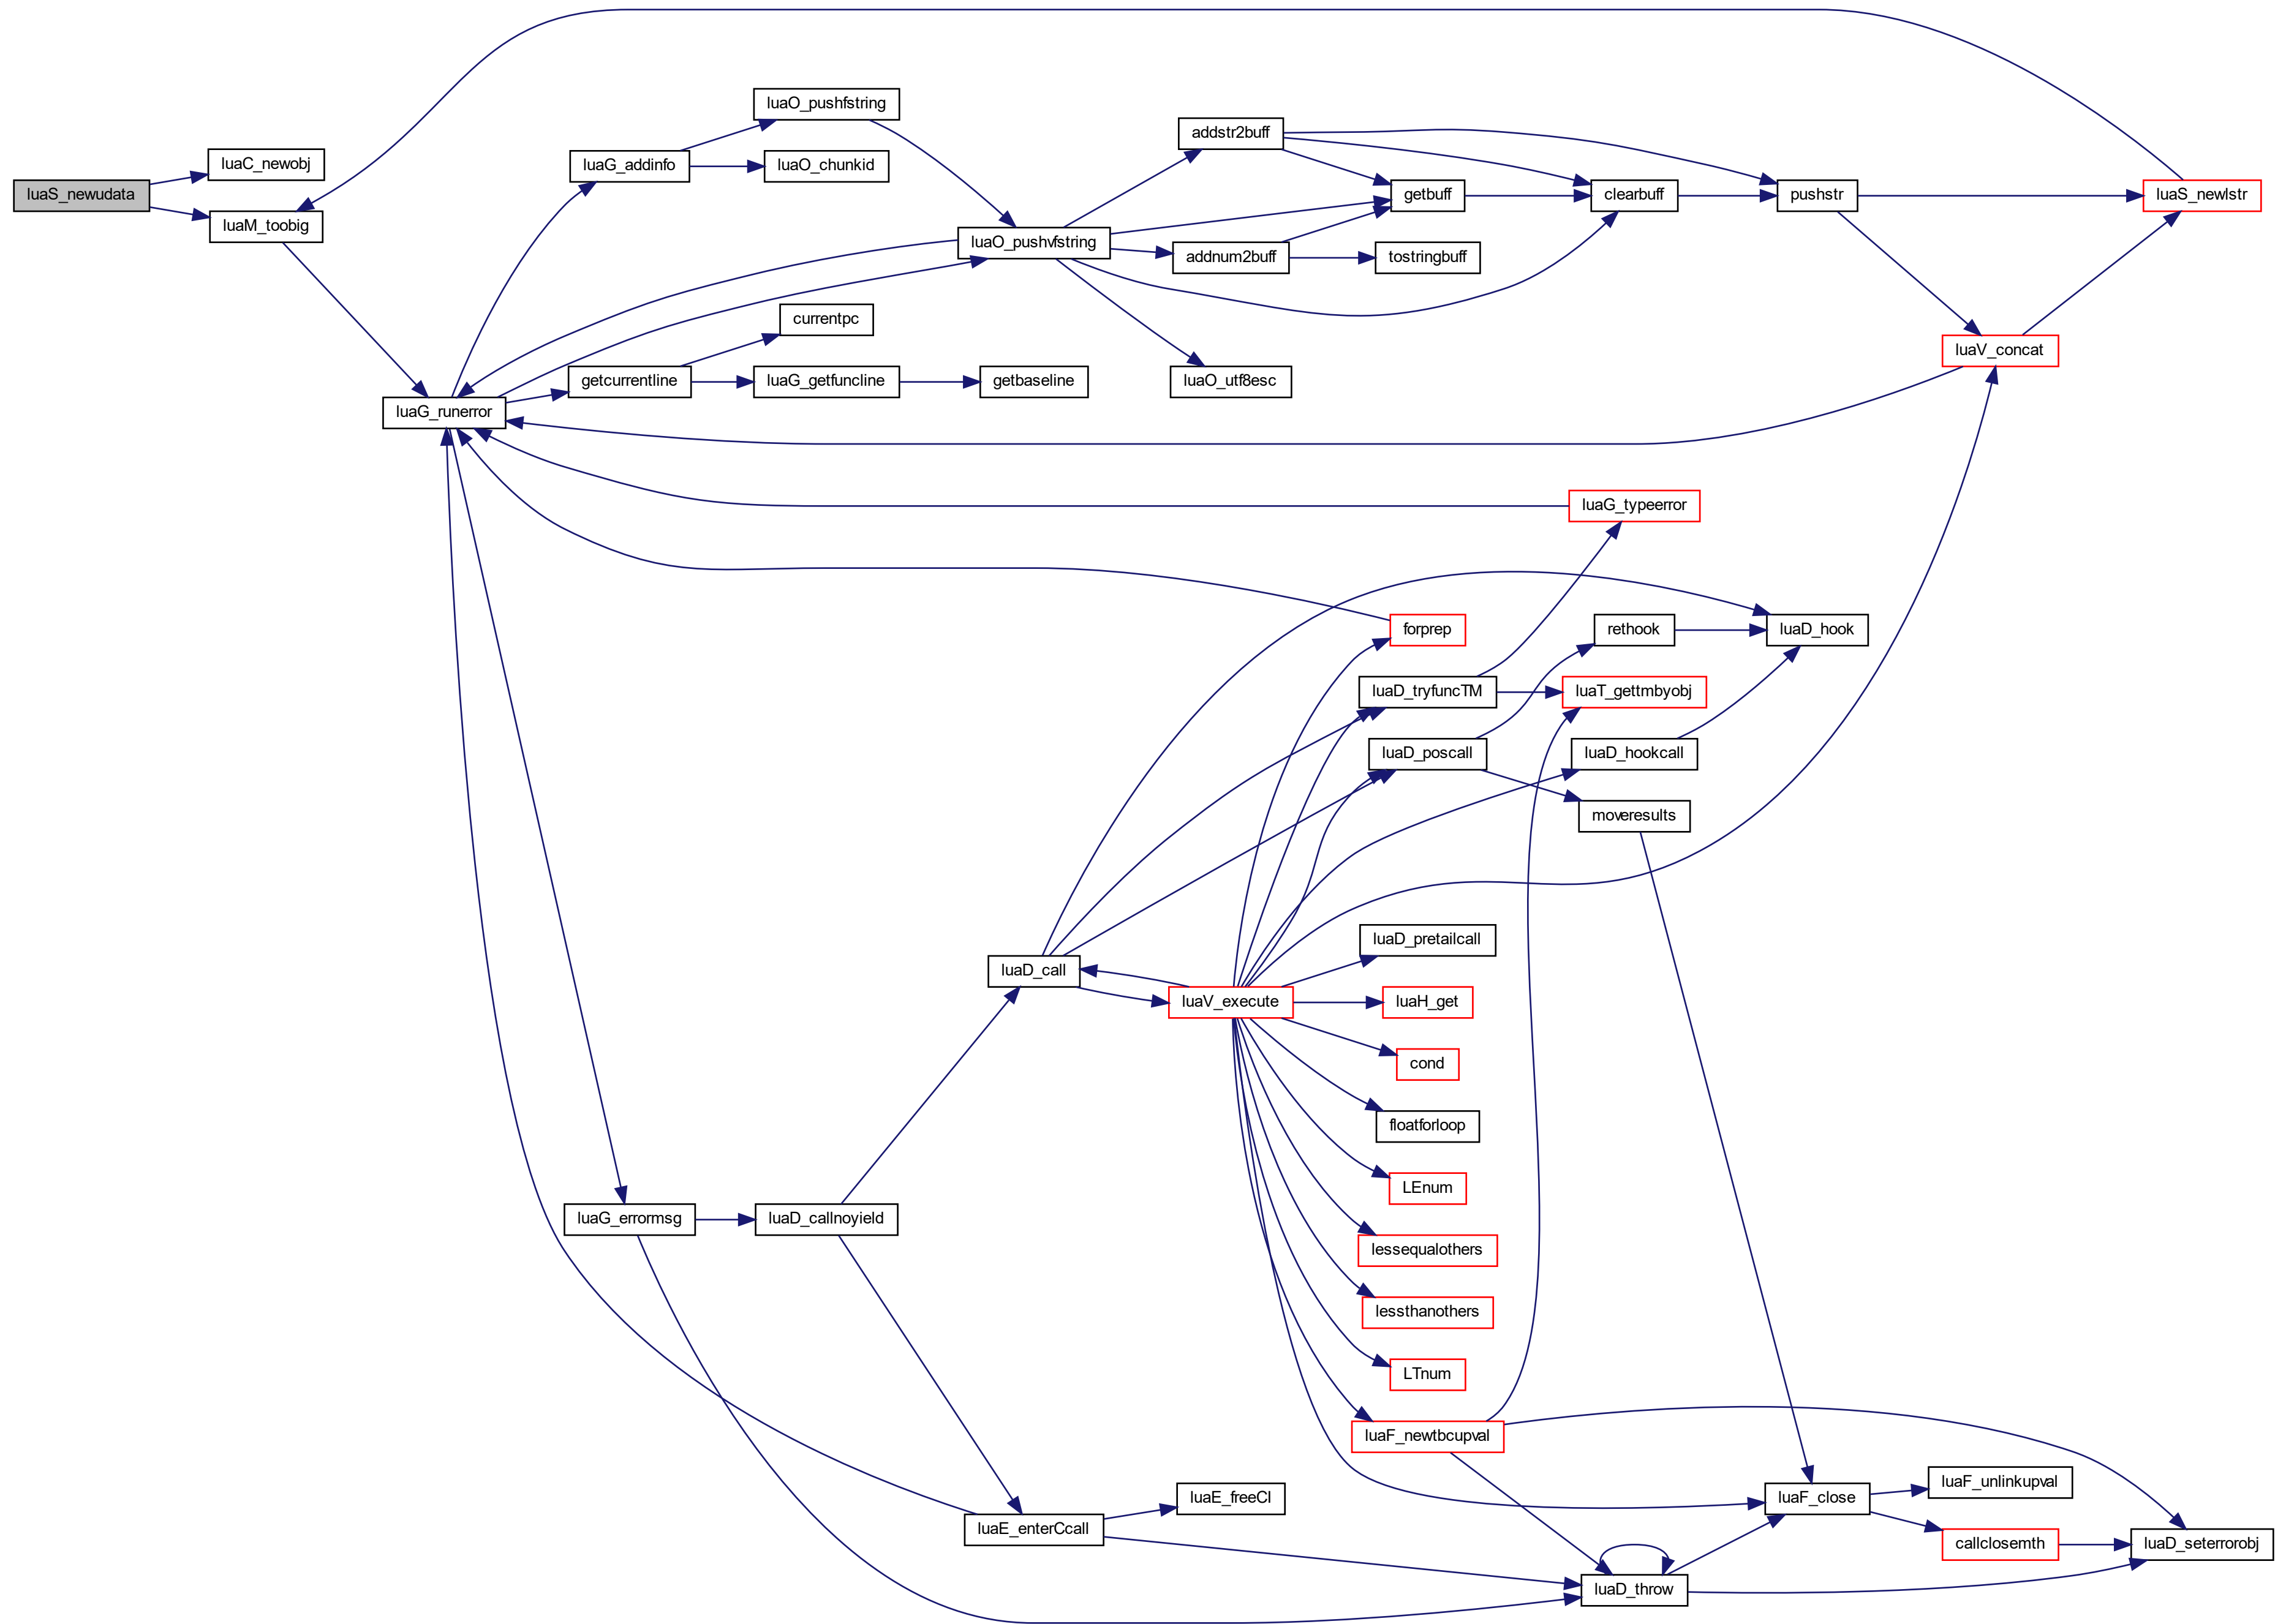 luaO_pushfstring
addstr2buff
luaC_newobj
luaG_addinfo
luaO_chunkid
luaS_newudata
getbuff
clearbuff
pushstr
luaS_newlstr
luaM_toobig
luaO_pushvfstring
addnum2buff
tostringbuff
currentpc
luaV_concat
getcurrentline
luaG_getfuncline
getbaseline
luaO_utf8esc
luaG_runerror
luaG_typeerror
forprep
rethook
luaD_hook
luaD_tryfuncTM
luaT_gettmbyobj
luaD_poscall
luaD_hookcall
moveresults
luaD_pretailcall
luaD_call
luaV_execute
luaH_get
cond
floatforloop
LEnum
luaG_errormsg
luaD_callnoyield
lessequalothers
lessthanothers
LTnum
luaF_newtbcupval
luaF_unlinkupval
luaE_freeCI
luaF_close
luaE_enterCcall
callclosemth
luaD_seterrorobj
luaD_throw